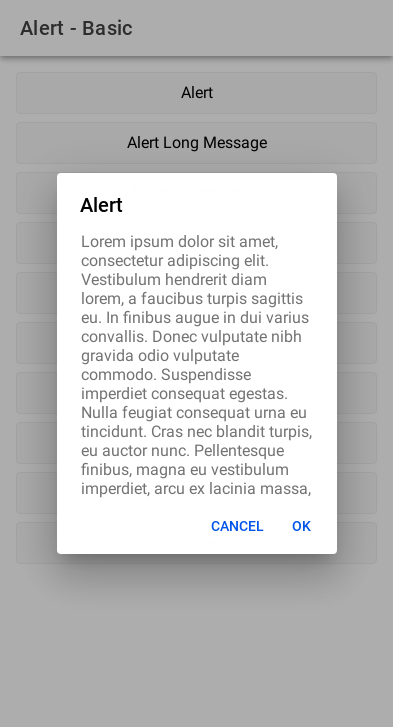 Alert - Basic
Alert
Alert Long Message
Alert
Lorem ipsum dolor sit amet,
consectetur adipiscing elit.
Vestibulum hendrerit diam
lorem, a faucibus turpis sagittis
eu. In finibus augue in dui varius
convallis. Donec vulputate nibh
gravida odio vulputate
commodo. Suspendisse
imperdiet consequat egestas.
Nulla feugiat consequat urna eu
tincidunt. Cras nec blandit turpis,
eu auctor nunc. Pellentesque
finibus, magna eu vestibulum
imperdiet, arcu ex lacinia massa,
CANCEL OK